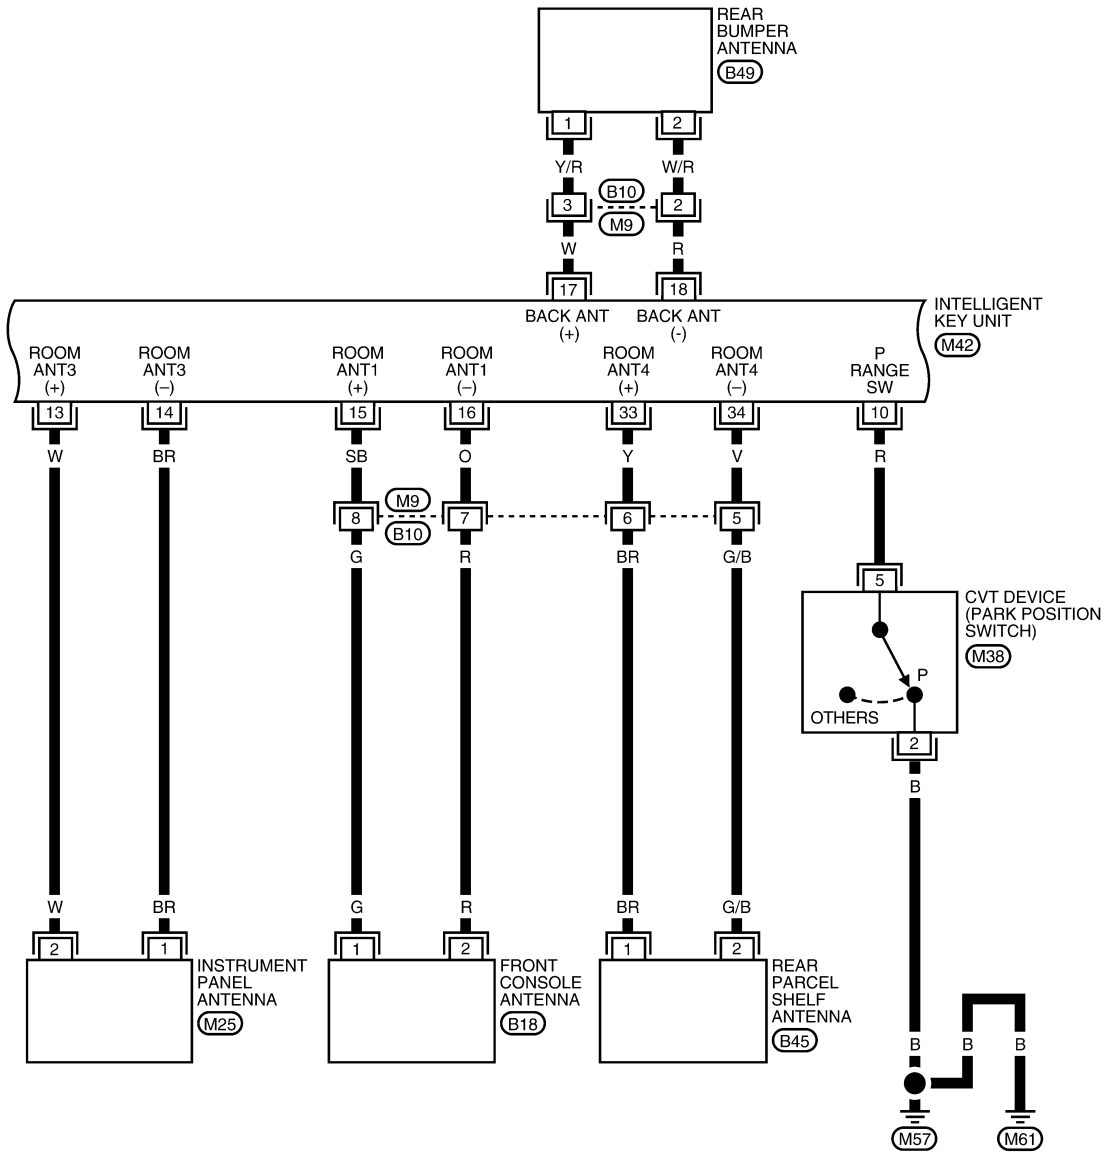 REAR
BUMPER
ANTENNA
B49
1 2
Y/R W/R
B10
3 2
M9
W R
17 18
BACK ANT BACK ANT
(+) (-)
INTELLIGENT
KEY UNIT
M42
ROOM ROOM ROOM ROOM ROOM ROOM P
ANT3 ANT3 ANT1 ANT1 ANT4 ANT4 RANGE
(+) (–) (+) (–) (+) (–) SW
13 14 15 16 33 34 10
W BR SB O Y V R
M9
8 7 6 5
B10
G R BR G/B
5
CVT DEVICE
(PARK POSITION
SWITCH)
M38
P
OTHERS
2
B
W BR G R BR G/B
2 1 1 2 1 2
INSTRUMENT
PANEL
ANTENNA
M25
FRONT
CONSOLE
ANTENNA
B18
REAR
PARCEL
SHELF
ANTENNA
B45
B B B
M57 M61